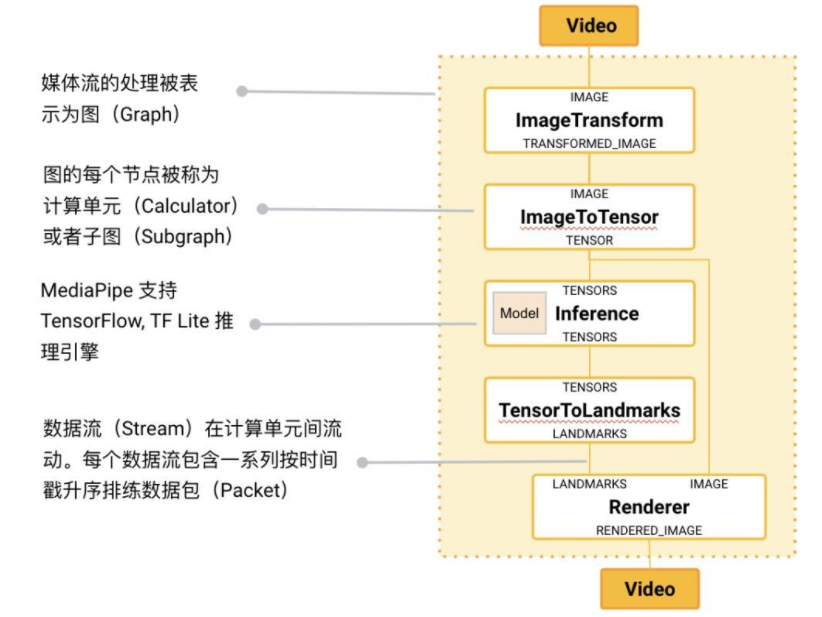 Video
媒体流的处理被表
示为图（Graph）
IMAGE
ImageTransform
TRANSFORMED_IMAGE
图的每个节点被称为
计算单元（Calculator）
或者子图（Subgraph）
IMAGE
ImageToTensor
TENSOR
MediaPipe 支持
TensorFlow, TF Lite 推
理引擎
TENSORS
Model
Inference
TENSORS
TENSORS
TensorToLandmarks
LANDMARKS
数据流（Stream）在计算单元间流
动。每个数据流包含一系列按时间
戳升序排练数据包（Packet）
LANDMARKS IMAGE
Renderer
RENDERED_IMAGE
Video